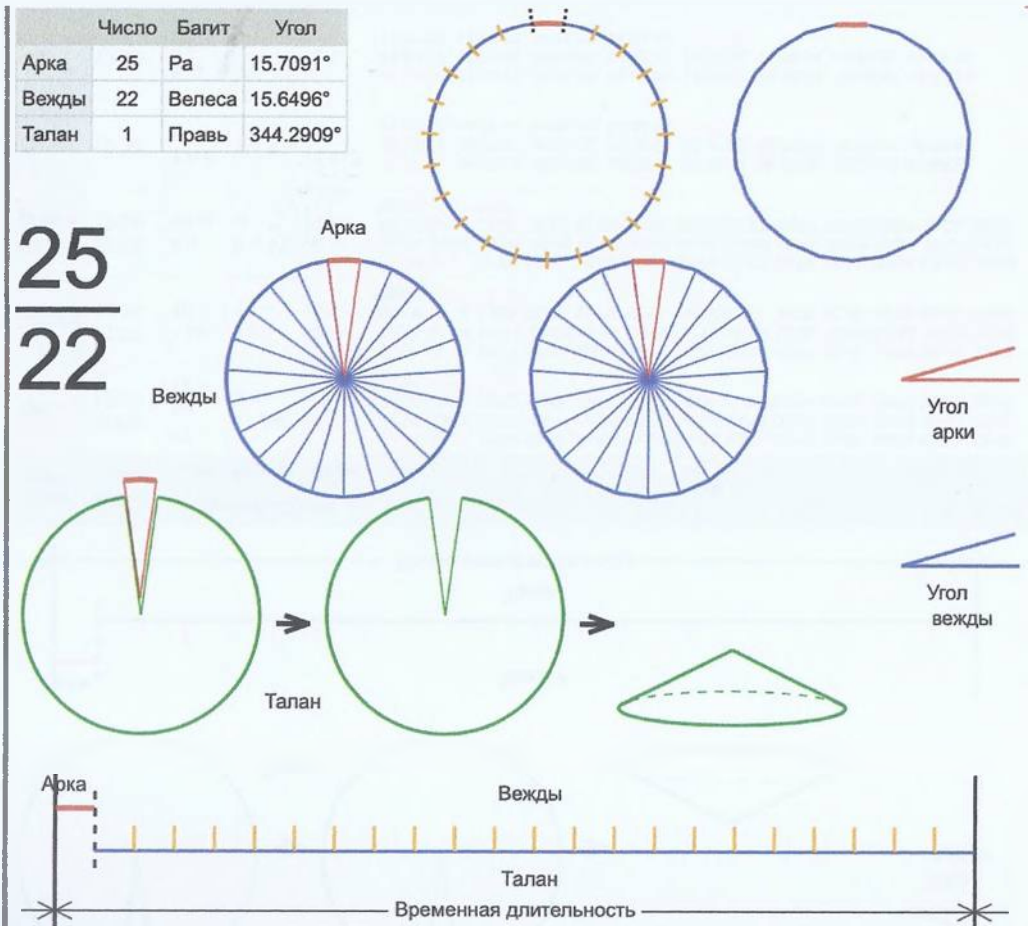 Число Багит Угол
Арка 25 Ра 15.7091°
Вежды 22 Велеса 15.6496°
Талан 1 Правь 344.2909°
25
22
Арка
Вежды
Угол
арки
Угол
вежды
Талан
Арка
Вежды
Талан
Временная длительность